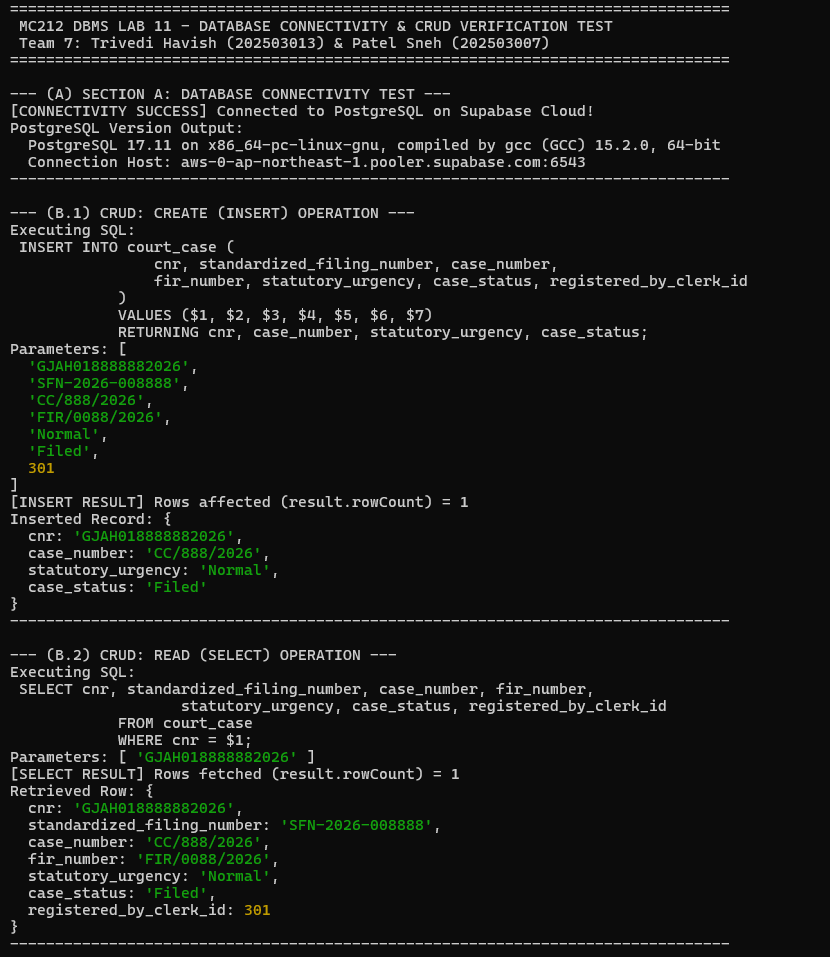 ================================================================================
 MC212 DBMS LAB 11 - DATABASE CONNECTIVITY & CRUD VERIFICATION TEST
 Team 7: Trivedi Havish (202503013) & Patel Sneh (202503007)
================================================================================

--- (A) SECTION A: DATABASE CONNECTIVITY TEST ---
[CONNECTIVITY SUCCESS] Connected to PostgreSQL on Supabase Cloud!
PostgreSQL Version Output:
  PostgreSQL 17.11 on x86_64-pc-linux-gnu, compiled by gcc (GCC) 15.2.0, 64-bit
  Connection Host: aws-0-ap-northeast-1.pooler.supabase.com:6543
--------------------------------------------------------------------------------

--- (B.1) CRUD: CREATE (INSERT) OPERATION ---
Executing SQL:
 INSERT INTO court_case (
                cnr, standardized_filing_number, case_number,
                fir_number, statutory_urgency, case_status, registered_by_clerk_id
            )
            VALUES ($1, $2, $3, $4, $5, $6, $7)
            RETURNING cnr, case_number, statutory_urgency, case_status;
Parameters: [
  'GJAH018888882026',
  'SFN-2026-008888',
  'CC/888/2026',
  'FIR/0088/2026',
  'Normal',
  'Filed',
  301
]
[INSERT RESULT] Rows affected (result.rowCount) = 1
Inserted Record: {
  cnr: 'GJAH018888882026',
  case_number: 'CC/888/2026',
  statutory_urgency: 'Normal',
  case_status: 'Filed'
}
--------------------------------------------------------------------------------

--- (B.2) CRUD: READ (SELECT) OPERATION ---
Executing SQL:
 SELECT cnr, standardized_filing_number, case_number, fir_number,
                   statutory_urgency, case_status, registered_by_clerk_id
            FROM court_case
            WHERE cnr = $1;
Parameters: [ 'GJAH018888882026' ]
[SELECT RESULT] Rows fetched (result.rowCount) = 1
Retrieved Row: {
  cnr: 'GJAH018888882026',
  standardized_filing_number: 'SFN-2026-008888',
  case_number: 'CC/888/2026',
  fir_number: 'FIR/0088/2026',
  statutory_urgency: 'Normal',
  case_status: 'Filed',
  registered_by_clerk_id: 301
}
--------------------------------------------------------------------------------